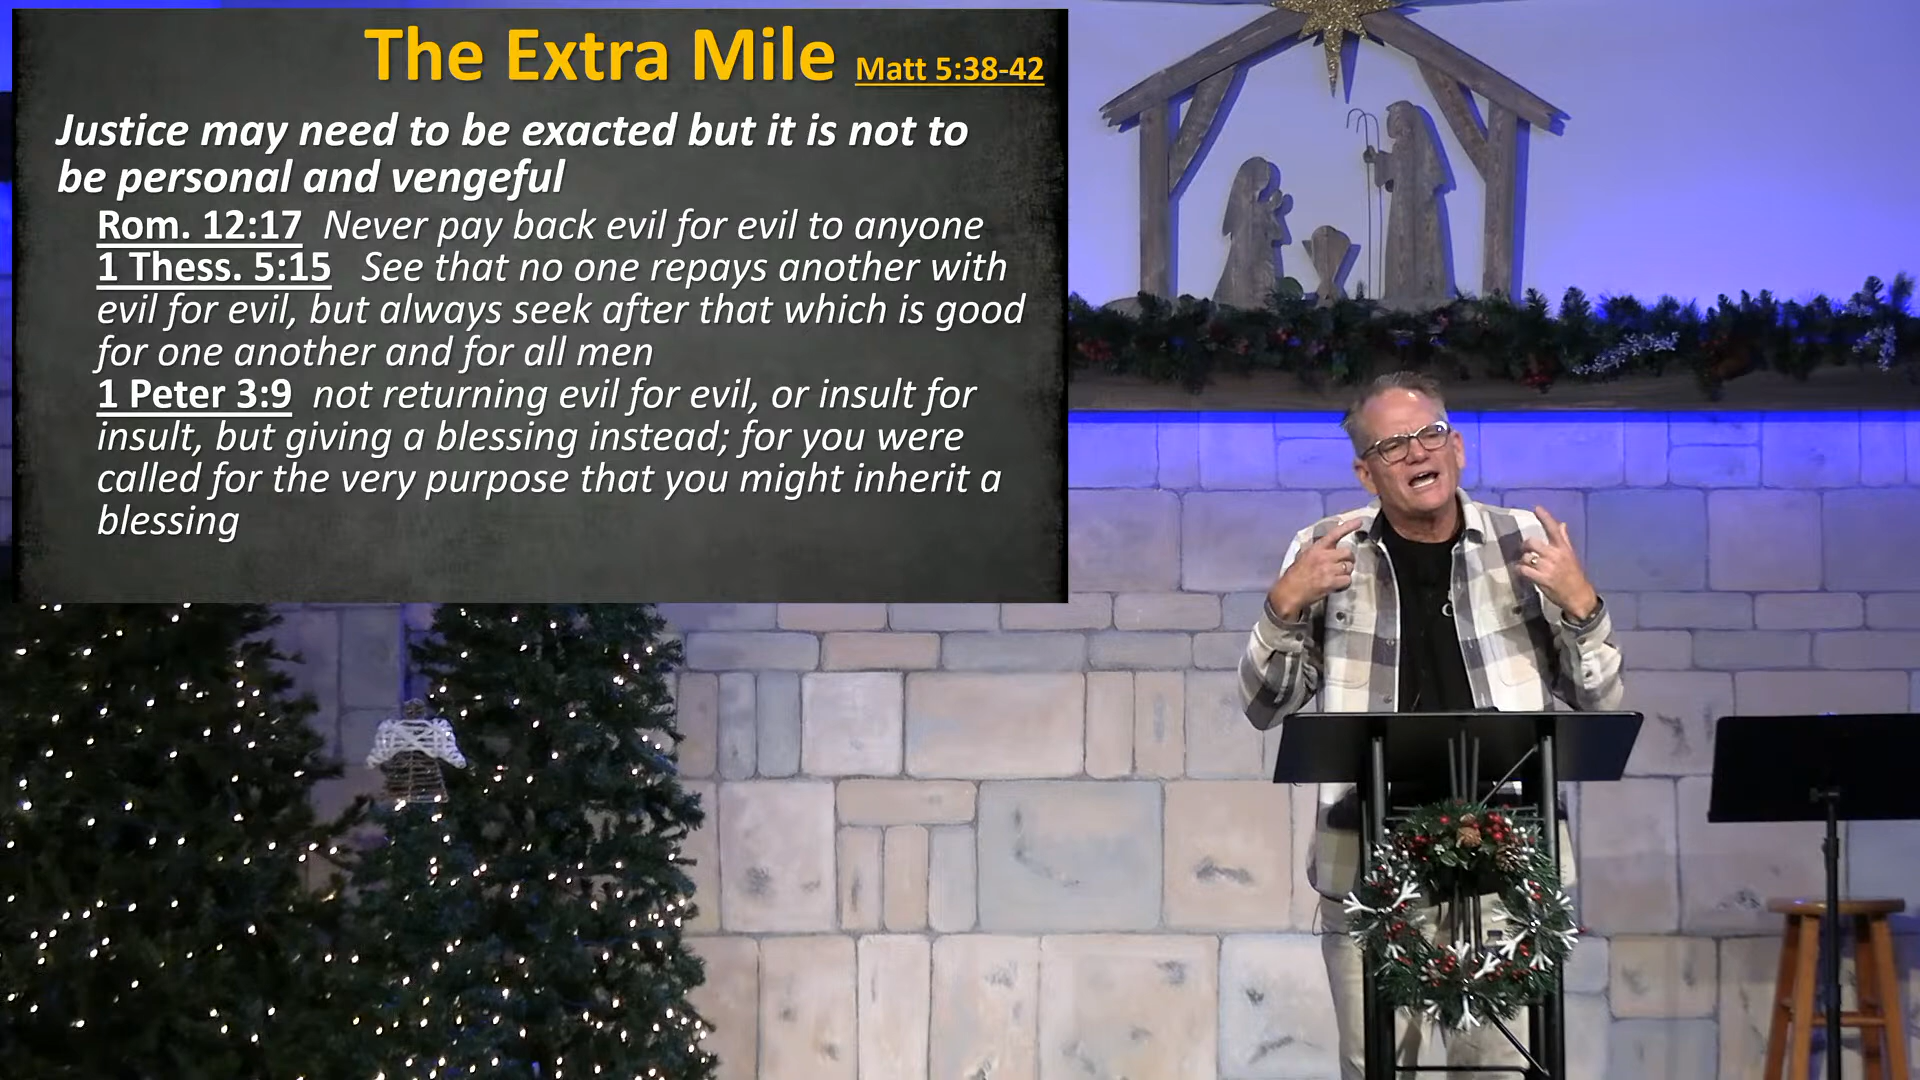 The Extra Mile Matt 5:38-42
Justice may need to be exacted but it is not to
be personal and vengeful
Rom. 12:17 Never pay back evil for evil to anyone
1 Thess. 5:15 See that no one repays another with
evil for evil, but always seek after that which is good
for one another and for all men
1 Peter 3:9 not returning evil for evil, or insult for
insult, but giving a blessing instead; for you were
called for the very purpose that you might inherit a
blessing